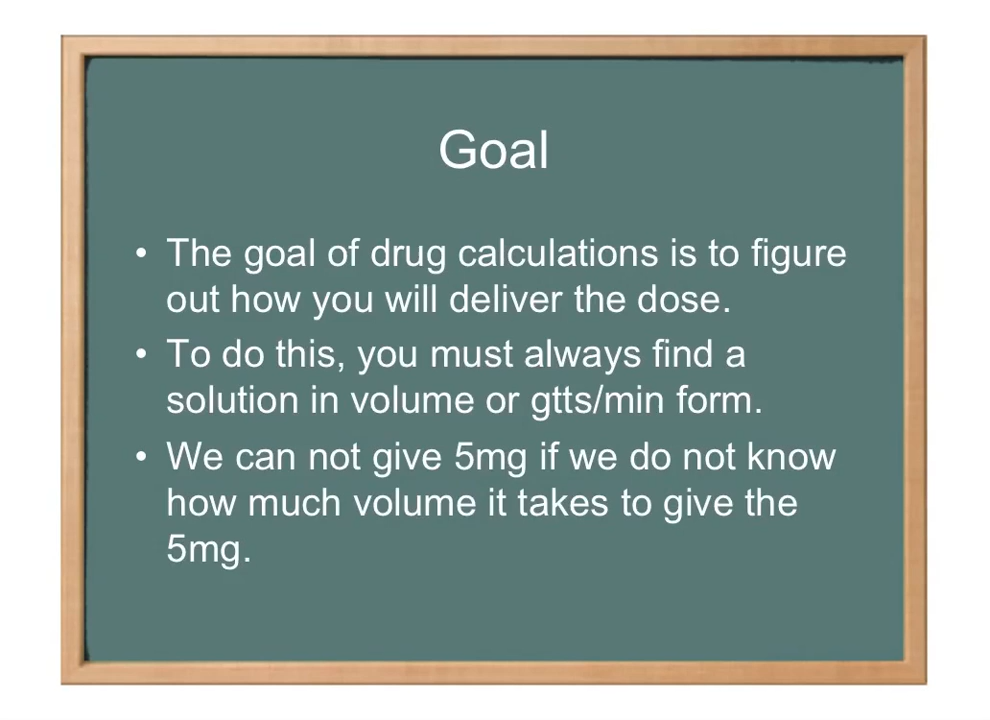 Goal
• The goal of drug calculations is to figure
out how you will deliver the dose.
• To do this, you must always find a
solution in volume or gtts/min form.
• We can not give 5mg if we do not know
how much volume it takes to give the
5mg.